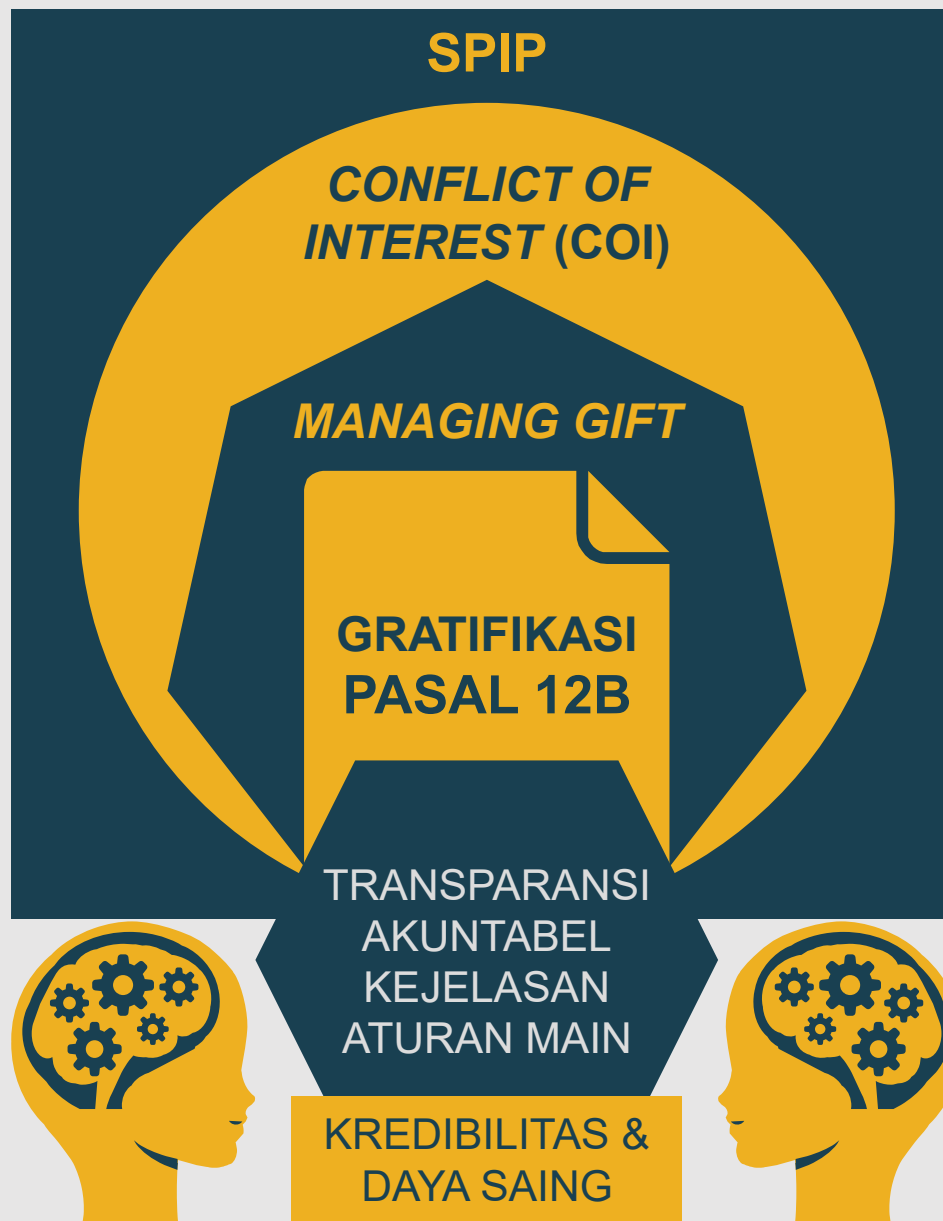 SPIP
CONFLICT OF
INTEREST (COI)
MANAGING GIFT
GRATIFIKASI
PASAL 12B
TRANSPARANSI
AKUNTABEL
KEJELASAN
ATURAN MAIN
KREDIBILITAS &
DAYA SAING